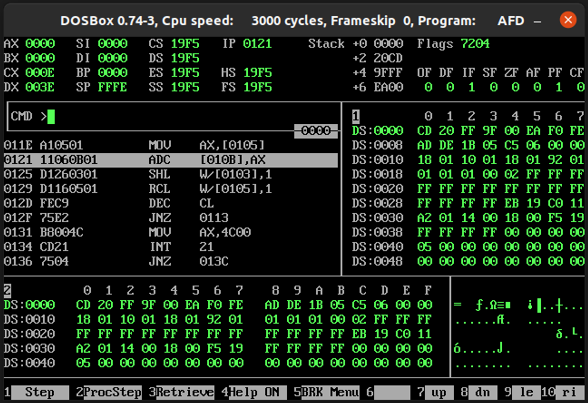 DOSBox 0.74-3, Cpu speed: 3000 cycles, Frameskip 0, Program: AFD
AX 0000 SI 0000 CS 19F5 IP 0121 Stack +0 0000 Flags 7204
BX 0000 DI 0000 DS 19F5 +2 20CD
CX 000E BP 0000 ES 19F5 HS 19F5 +4 9FFF OF DF IF SF ZF AF PF CF
DX 003E SP FFFE SS 19F5 FS 19F5 +6 EA00 0 0 1 0 0 0 1 0
CMD >
0000
1 0 1 2 3 4 5 6 7
DS:0000 CD 20 FF 9F 00 EA F0 FE
011E A10501 MOV AX,[0105] DS:0008 AD DE 1B 05 C5 06 00 00
0121 11060B01 ADC [010B],AX DS:0010 18 01 10 01 18 01 92 01
0125 D1260301 SHL W/[0103],1 DS:0018 01 01 01 00 02 FF FF FF
0129 D1160501 RCL W/[0105],1 DS:0020 FF FF FF FF FF FF FF FF
012D FEC9 DEC CL DS:0028 FF FF FF FF EB 19 C0 11
012F 75E2 JNZ 0113 DS:0030 A2 01 14 00 18 00 F5 19
0131 B8004C MOV AX,4C00 DS:0038 FF FF FF FF 00 00 00 00
0134 CD21 INT 21 DS:0040 05 00 00 00 00 00 00 00
0136 7504 JNZ 013C DS:0048 00 00 00 00 00 00 00 00
2 0 1 2 3 4 5 6 7 8 9 A B C D E F
DS:0000 CD 20 FF 9F 00 EA F0 FE AD DE 1B 05 C5 06 00 00
DS:0010 18 01 10 01 18 01 92 01 01 01 01 00 02 FF FF FF
DS:0020 FF FF FF FF FF FF FF FF FF FF FF FF EB 19 C0 11
DS:0030 A2 01 14 00 18 00 F5 19 FF FF FF FF 00 00 00 00
DS:0040 05 00 00 00 00 00 00 00 00 00 00 00 00 00 00 00
1 Step 2 ProcStep 3 Retrieve 4 Help ON 5 BRK Menu 6 7 up 8 dn 9 le 10 ri